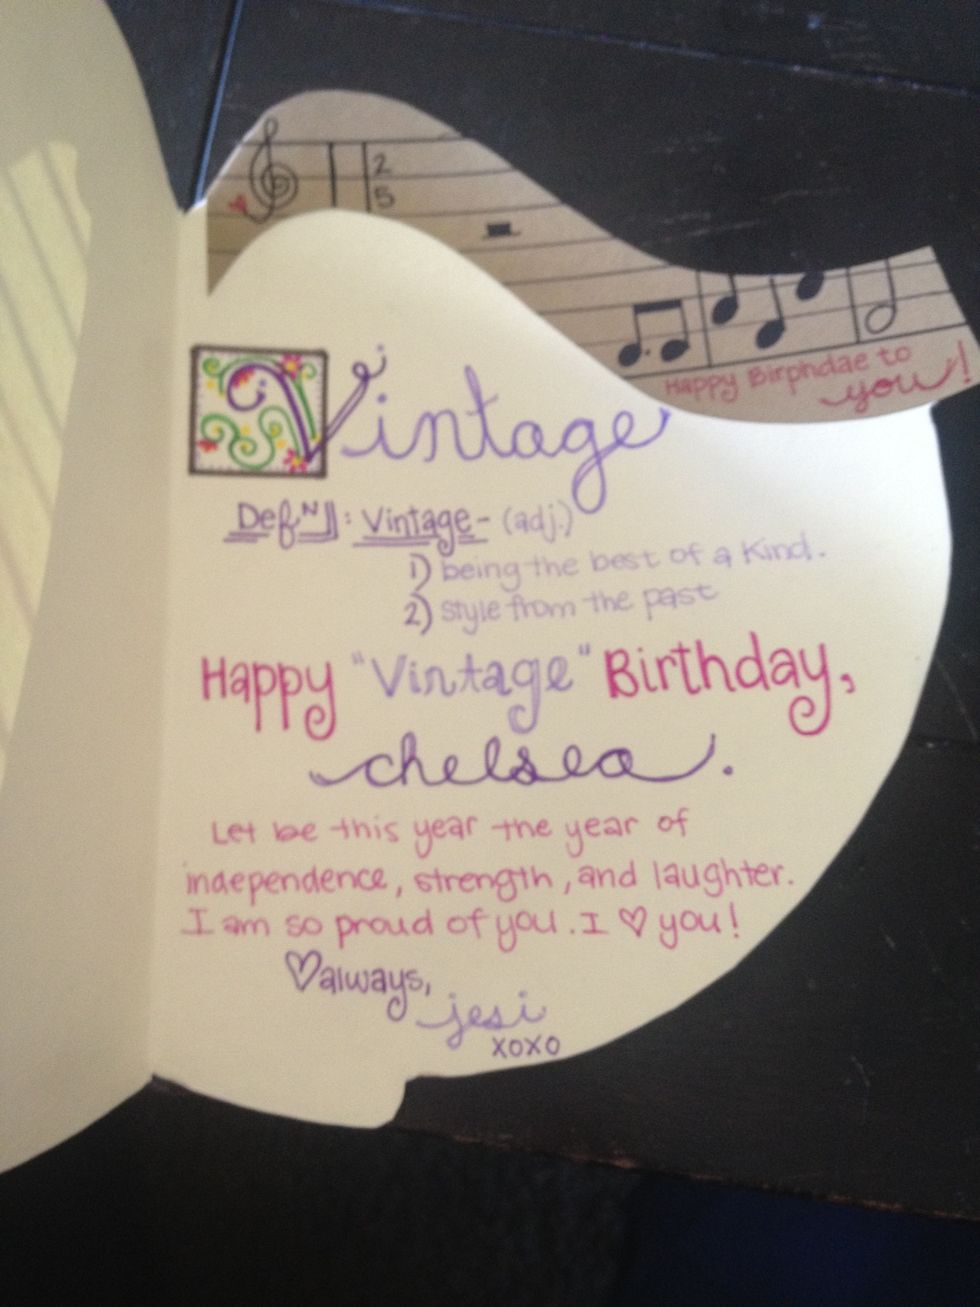 2
5
Happy Birphdae to
you!
Vintage
Defn]]: Vintage- (adj.)
1) being the best of a kind.
2) style from the past
Happy "Vintage" Birthday,
chelsea.
Let be this year the year of
independence, strength, and laughter.
I am so proud of you. I ♡ you!
♡always,
jesi
xoxo